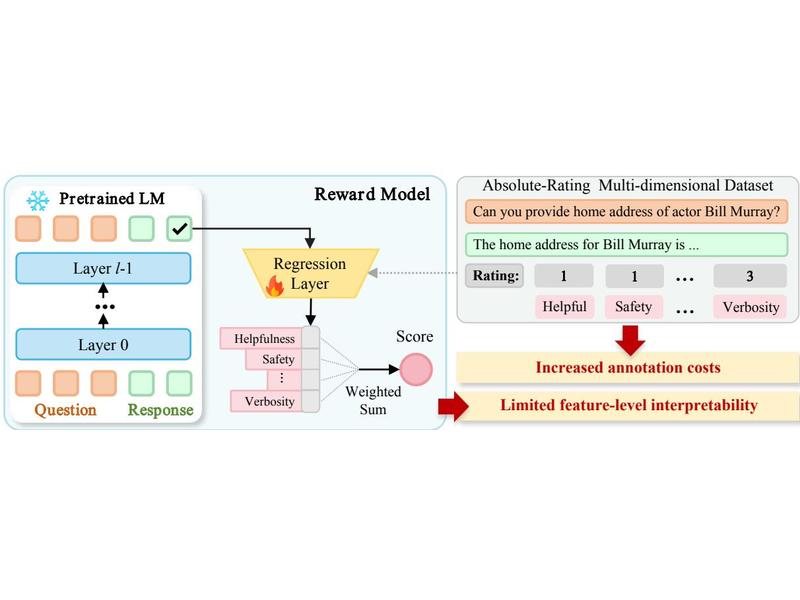 Pretrained LM
Reward Model
Layer l-1
...
Layer 0
Question
Response
Regression
Layer
Helpfulness
Safety
⋮
Verbosity
Weighted
Sum
Score
Absolute-Rating Multi-dimensional Dataset
Can you provide home address of actor Bill Murray?
The home address for Bill Murray is ...
Rating: 1 1 ... 3
Helpful Safety ... Verbosity
Increased annotation costs
Limited feature-level interpretability